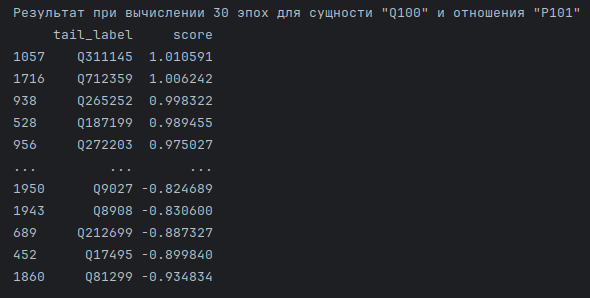 Результат при вычислении 30 эпох для сущности "Q100" и отношения "P101"
tail_label score
1057 Q311145 1.010591
1716 Q712359 1.006242
938 Q265252 0.998322
528 Q187199 0.989455
956 Q272203 0.975027
... ... ...
1950 Q9027 -0.824689
1943 Q8908 -0.830600
689 Q212699 -0.887327
452 Q17495 -0.899840
1860 Q81299 -0.934834